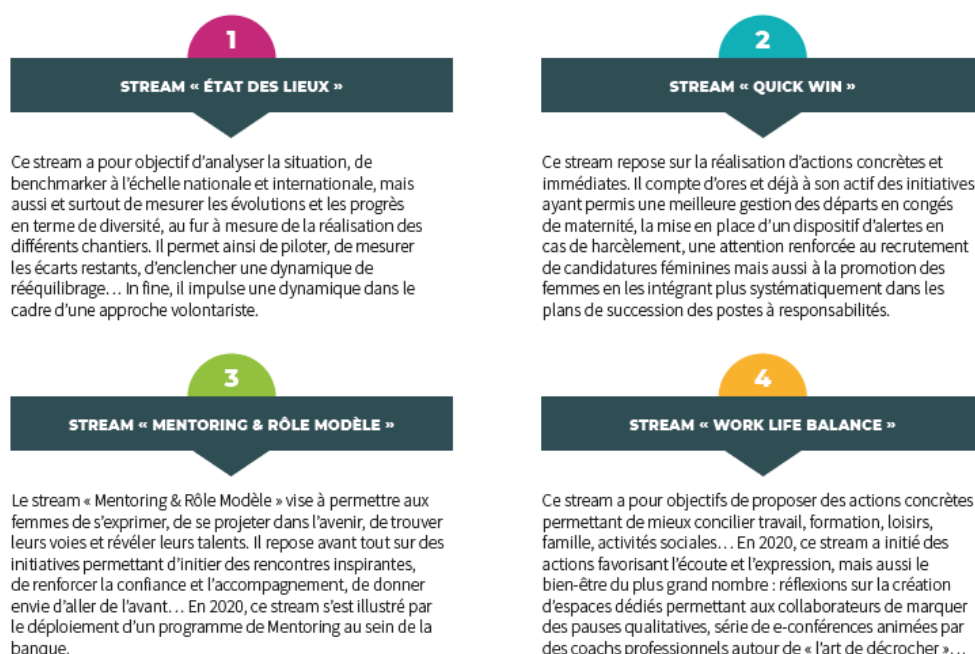 1
STREAM « ÉTAT DES LIEUX »
Ce stream a pour objectif d'analyser la situation, de
benchmarker à l'échelle nationale et internationale, mais
aussi et surtout de mesurer les évolutions et les progrès
en terme de diversité, au fur à mesure de la réalisation des
différents chantiers. Il permet ainsi de piloter, de mesurer
les écarts restants, d'enclencher une dynamique de
rééquilibrage… In fine, il impulse une dynamique dans le
cadre d'une approche volontariste.
2
STREAM « QUICK WIN »
Ce stream repose sur la réalisation d'actions concrètes et
immédiates. Il compte d'ores et déjà à son actif des initiatives
ayant permis une meilleure gestion des départs en congés
de maternité, la mise en place d'un dispositif d'alertes en
cas de harcèlement, une attention renforcée au recrutement
de candidatures féminines mais aussi à la promotion des
femmes en les intégrant plus systématiquement dans les
plans de succession des postes à responsabilités.
3
STREAM « MENTORING & RÔLE MODÈLE »
Le stream « Mentoring & Rôle Modèle » vise à permettre aux
femmes de s'exprimer, de se projeter dans l'avenir, de trouver
leurs voies et révéler leurs talents. Il repose avant tout sur des
initiatives permettant d'initier des rencontres inspirantes,
de renforcer la confiance et l'accompagnement, de donner
envie d'aller de l'avant… En 2020, ce stream s'est illustré par
le déploiement d'un programme de Mentoring au sein de la
banque.
4
STREAM « WORK LIFE BALANCE »
Ce stream a pour objectifs de proposer des actions concrètes
permettant de mieux concilier travail, formation, loisirs,
famille, activités sociales… En 2020, ce stream a initié des
actions favorisant l'écoute et l'expression, mais aussi le
bien-être du plus grand nombre : réflexions sur la création
d'espaces dédiés permettant aux collaborateurs de marquer
des pauses qualitatives, série de e-conférences animées par
des coachs professionnels autour de « l'art de décrocher »…